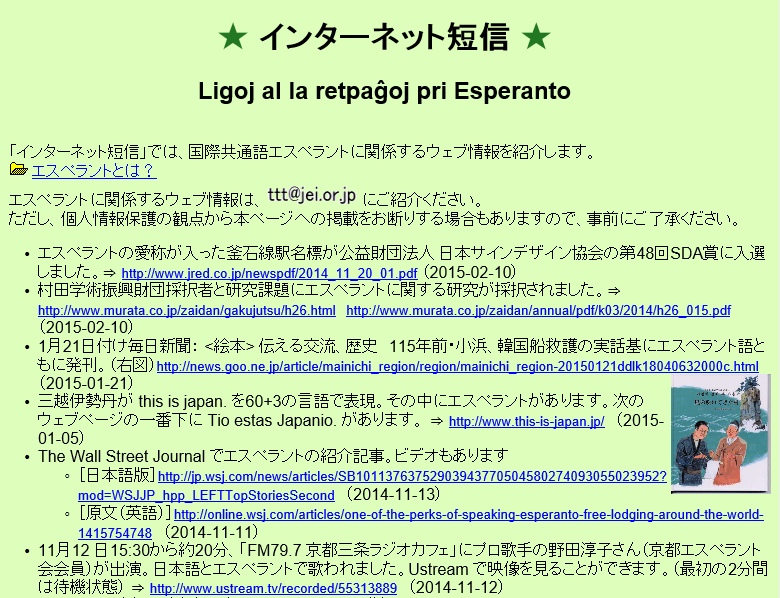 ★ インターネット短信 ★
Ligoj al la retpaĝoj pri Esperanto
「インターネット短信」では、国際共通語エスペラントに関係するウェブ情報を紹介します。
エスペラントとは？
エスペラントに関係するウェブ情報は、 ttt@jei.or.jp にご紹介ください。
ただし、個人情報保護の観点から本ページへの掲載をお断りする場合もありますので、事前にご了承ください。
• エスペラントの愛称が入った釜石線駅名標が公益財団法人 日本サインデザイン協会の第48回SDA賞に入選
しました。⇒ http://www.jred.co.jp/newspdf/2014_11_20_01.pdf （2015-02-10）
• 村田学術振興財団採択者と研究課題にエスペラントに関する研究が採択されました。⇒
http://www.murata.co.jp/zaidan/gakujutsu/h26.html http://www.murata.co.jp/zaidan/annual/pdf/k03/2014/h26_015.pdf
（2015-02-10）
• 1月21日付け毎日新聞： <絵本> 伝える交流、歴史　115年前・小浜、韓国船救護の実話基にエスペラント語と
もに発刊。（右図）http://news.goo.ne.jp/article/mainichi_region/region/mainichi_region-20150121ddlk18040632000c.html
（2015-01-21）
• 三越伊勢丹が this is japan. を60+3の言語で表現。その中にエスペラントがあります。次の
ウェブページの一番下に Tio estas Japanio. があります。 ⇒ http://www.this-is-japan.jp/ （2015-
01-05）
• The Wall Street Journal でエスペラントの紹介記事。ビデオもあります
◦ ［日本語版］http://jp.wsj.com/news/articles/SB10113763752903943770504580274093055023952?
mod=WSJJP_hpp_LEFTTopStoriesSecond （2014-11-13）
◦ ［原文（英語）］http://online.wsj.com/articles/one-of-the-perks-of-speaking-esperanto-free-lodging-around-the-world-
1415754748 （2014-11-11）
• 11月12 日15:30から約20分、「FM79.7 京都三条ラジオカフェ」にプロ歌手の野田淳子さん（京都エスペラント
会会員）が出演。日本語とエスペラントで歌われました。Ustream で映像を見ることができます。（最初の2分間
は待機状態） ⇒ http://www.ustream.tv/recorded/55313889 （2014-11-12）